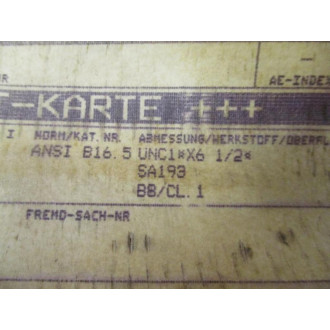 UR
AE-INDEX
T-KARTE +++
I NORM/KAT. NR. ABMESSUNG/WERKSTOFF/OBERFL
ANSI B16.5 UNC1"X6 1/2"
SA193
B8/CL.1
FREMD-SACH-NR